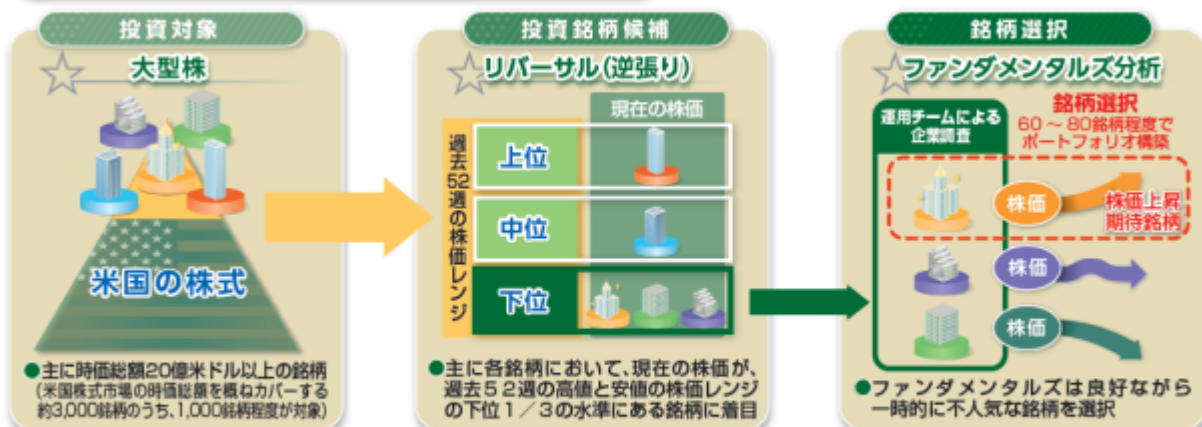 投資対象
大型株
米国の株式
●主に時価総額20億米ドル以上の銘柄
(米国株式市場の時価総額を概ねカバーする
約3,000銘柄のうち、1,000銘柄程度が対象)
投資銘柄候補
リバーサル(逆張り)
現在の株価
過去52週の株価レンジ
上位
中位
下位
●主に各銘柄において、現在の株価が、
過去52週の高値と安値の株価レンジ
の下位1/3の水準にある銘柄に着目
銘柄選択
ファンダメンタルズ分析
運用チームによる
企業調査
銘柄選択
60～80銘柄程度で
ポートフォリオ構築
株価
株価上昇
期待銘柄
株価
株価
●ファンダメンタルズは良好ながら
一時的に不人気な銘柄を選択